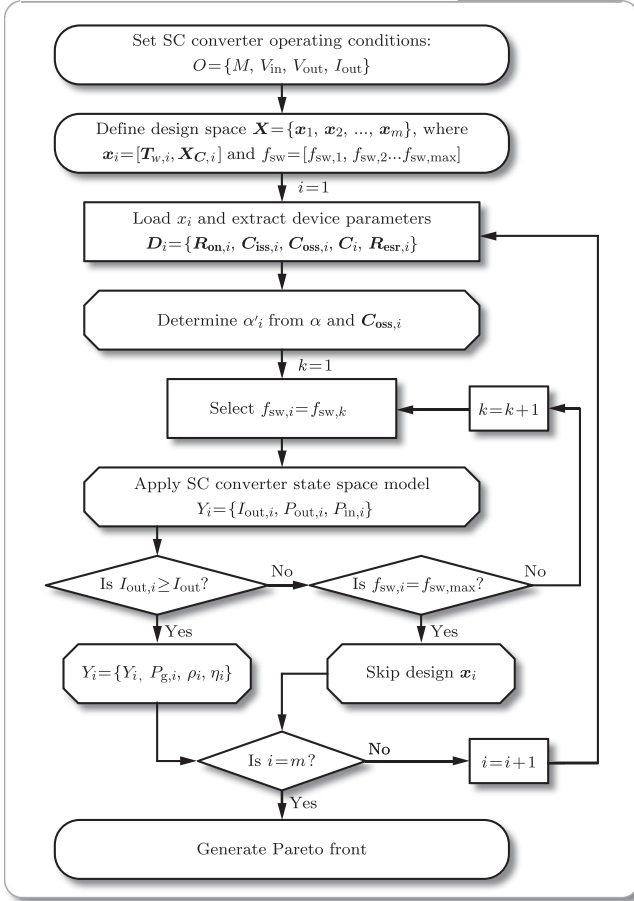 Set SC converter operating conditions:
O={M, V_in, V_out, I_out}
Define design space X={x_1, x_2, ..., x_m}, where
x_i=[T_w,i, X_C,i] and f_sw=[f_sw,1, f_sw,2...f_sw,max]
i=1
Load x_i and extract device parameters
D_i={R_on,i, C_iss,i, C_oss,i, C_i, R_esr,i}
Determine α'_i from α and C_oss,i
k=1
Select f_sw,i=f_sw,k
k=k+1
Apply SC converter state space model
Y_i={I_out,i, P_out,i, P_in,i}
Is I_out,i≥I_out?
No
Is f_sw,i=f_sw,max?
No
Yes
Yes
Y_i={Y_i, P_g,i, ρ_i, η_i}
Skip design x_i
Is i=m?
No
i=i+1
Yes
Generate Pareto front